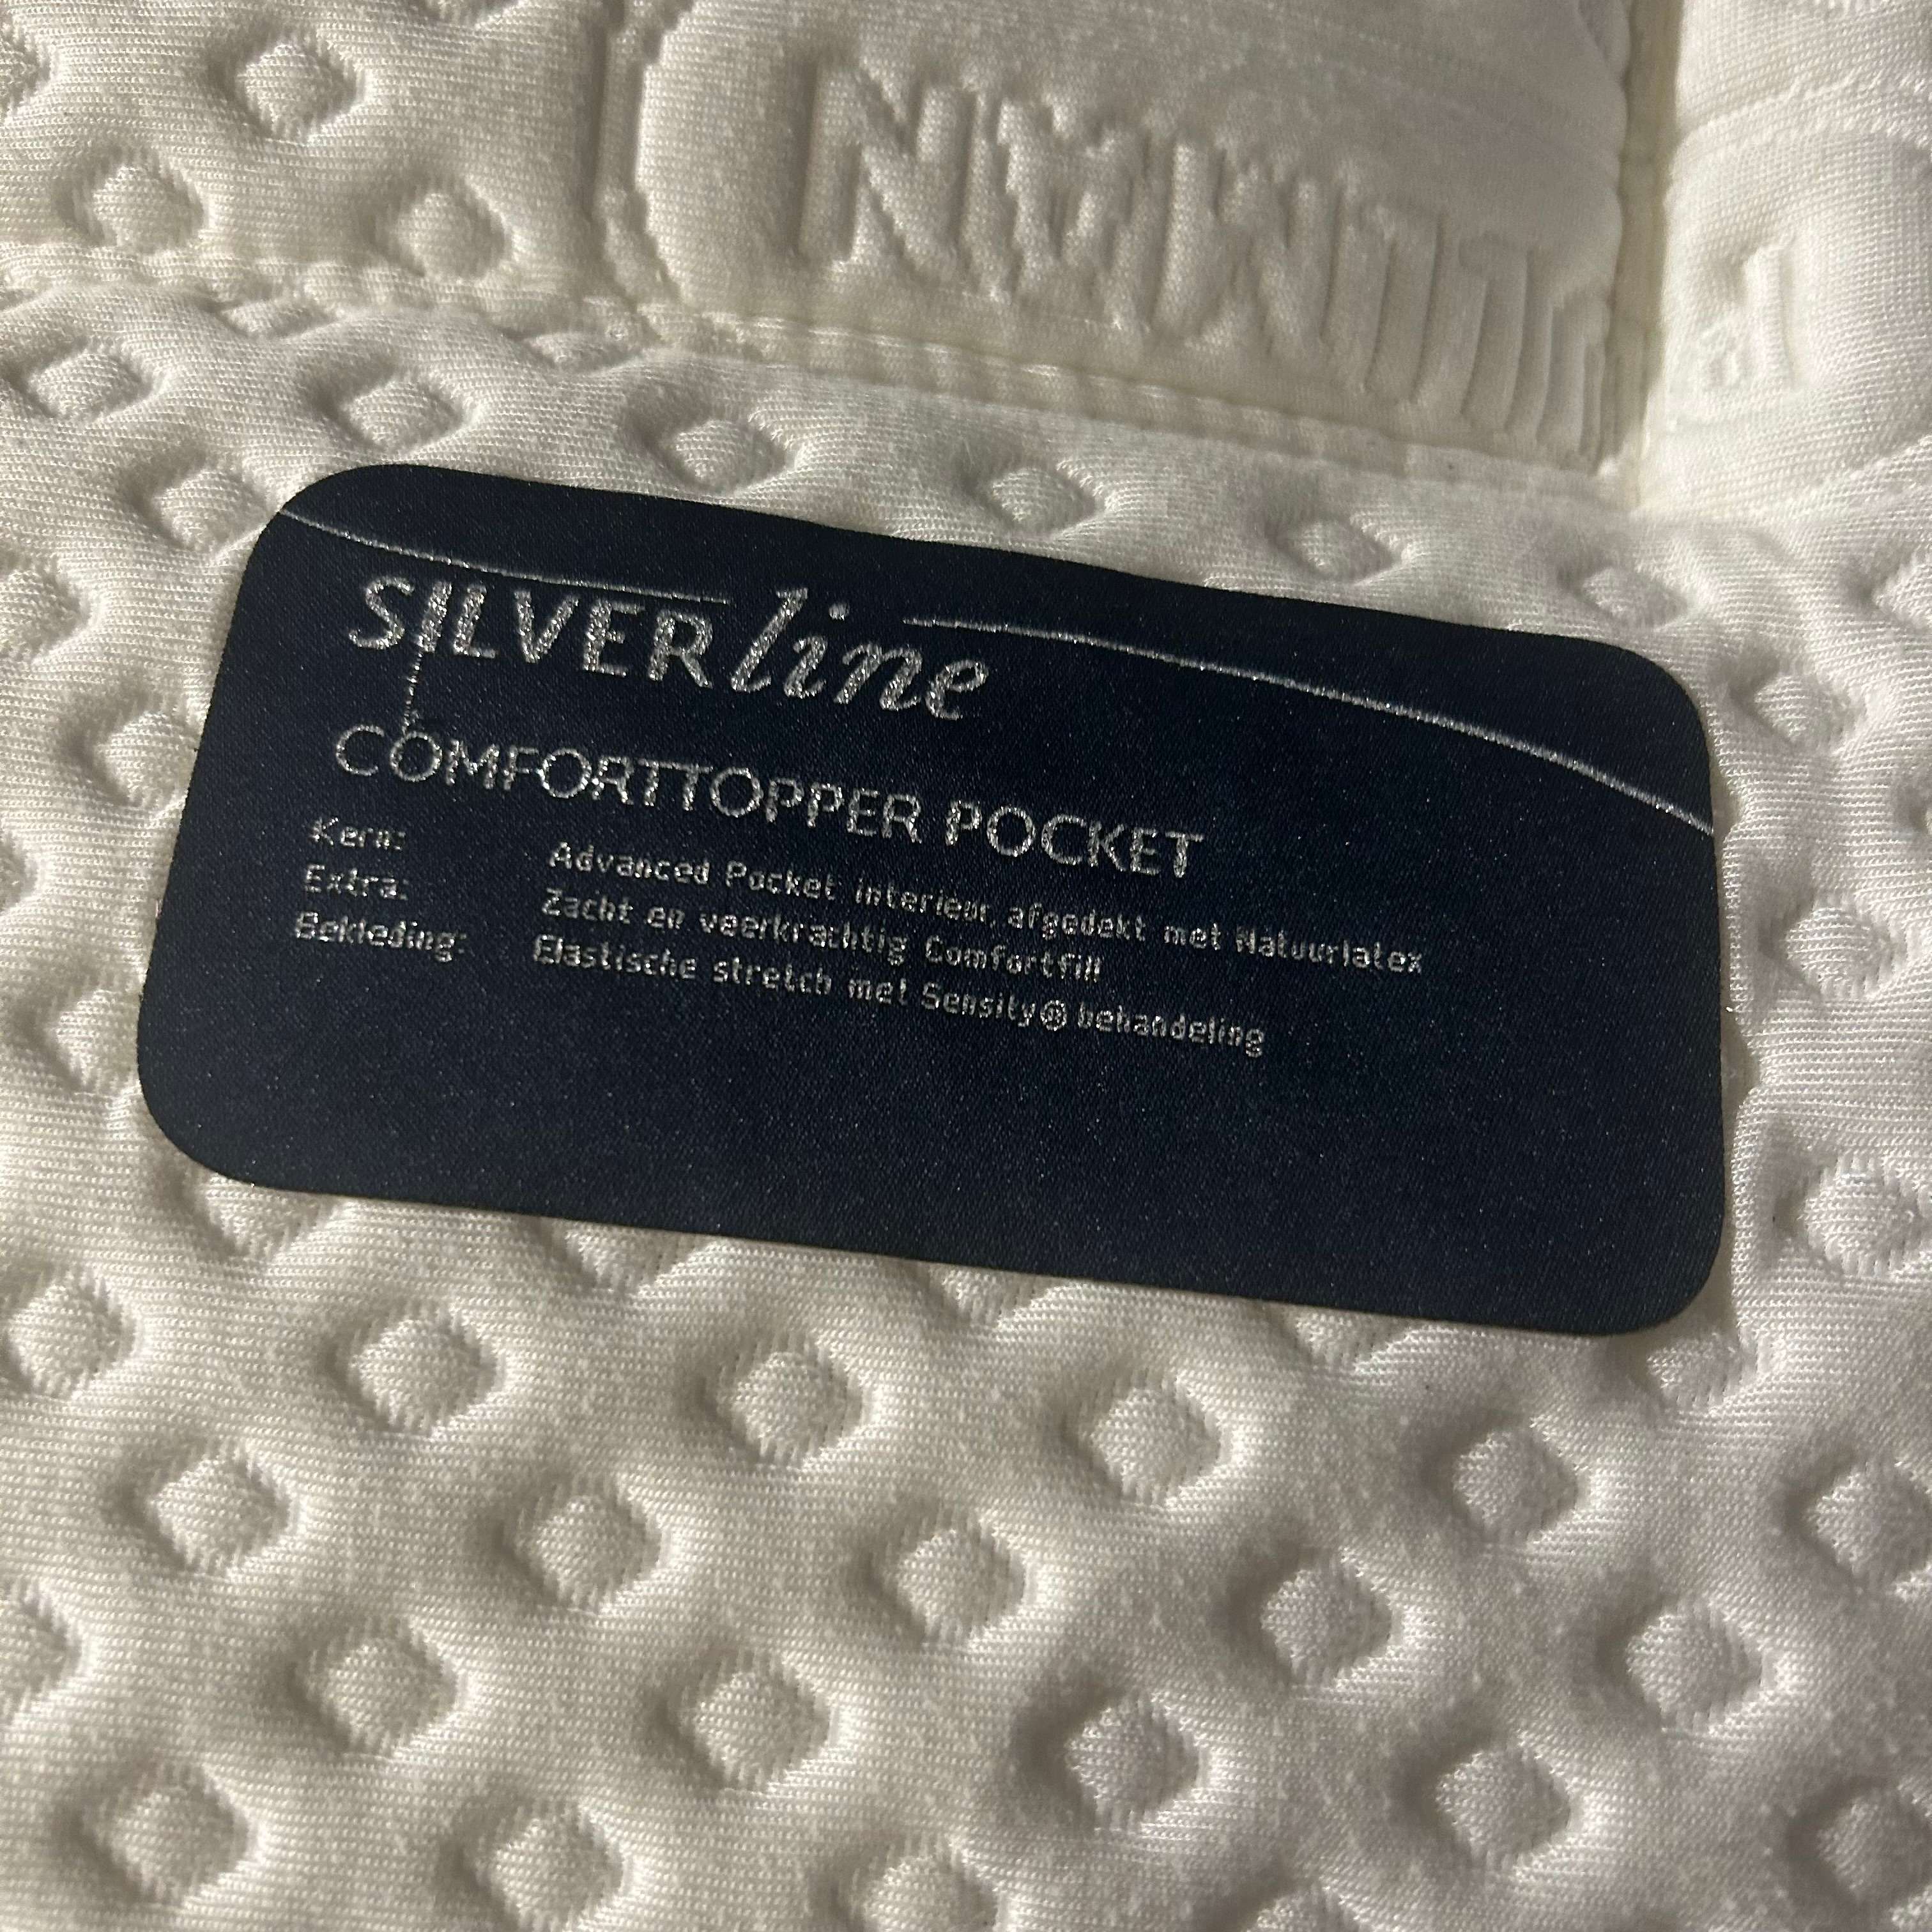 SILVERline
COMFORTTOPPER POCKET
Kern: Advanced Pocket interieur, afgedekt met Natuurlatex
Extra: Zacht en veerkrachtig Comfortfill
Bekleding: Elastische stretch met Sensity® behandeling